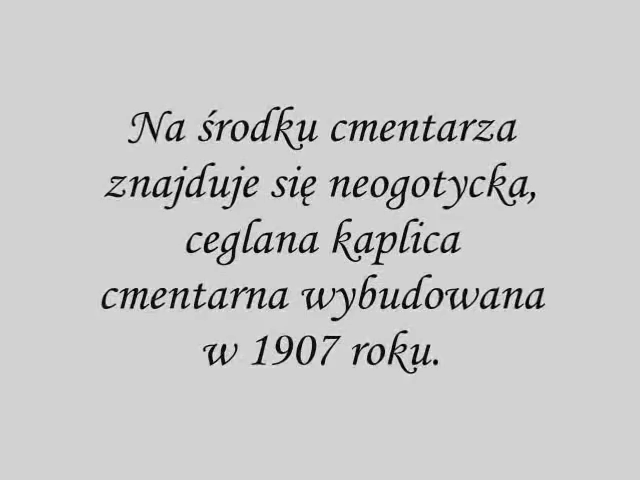 Na środku cmentarza
znajduje się neogotycka,
ceglana kaplica
cmentarna wybudowana
w 1907 roku.